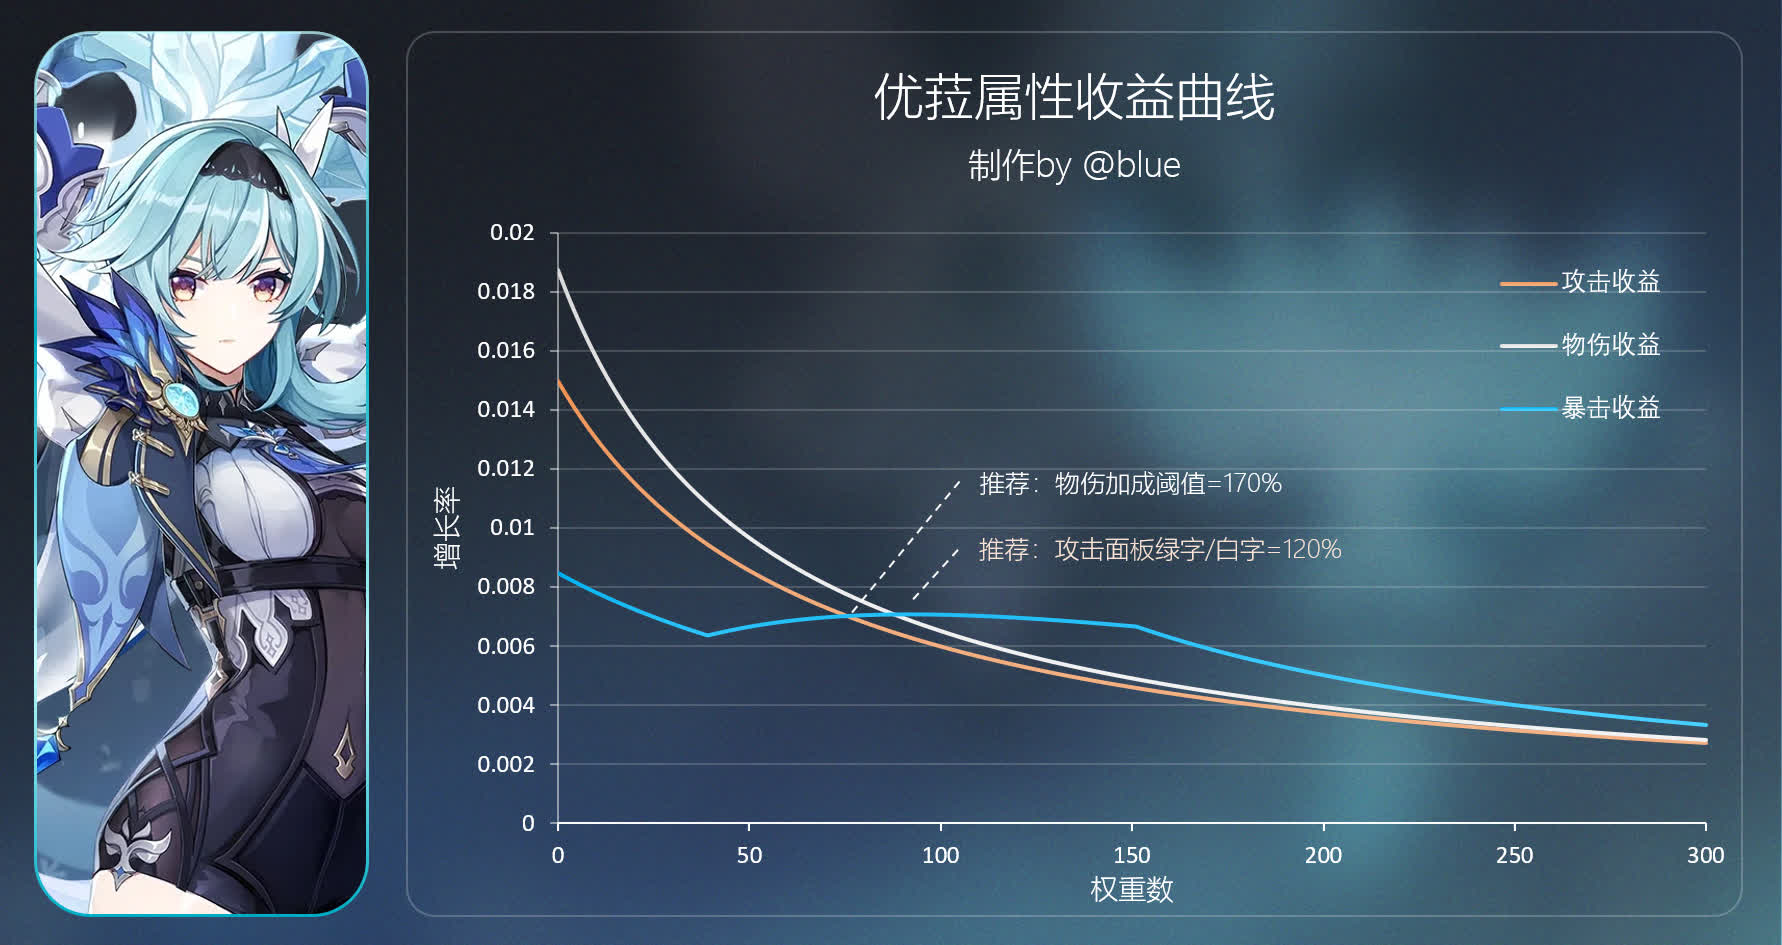 优菈属性收益曲线
制作by @blue
0.02
0.018
0.016
0.014
0.012
0.01
0.008
0.006
0.004
0.002
0
增长率
攻击收益
物伤收益
暴击收益
推荐：物伤加成阈值=170%
推荐：攻击面板绿字/白字=120%
0 50 100 150 200 250 300
权重数